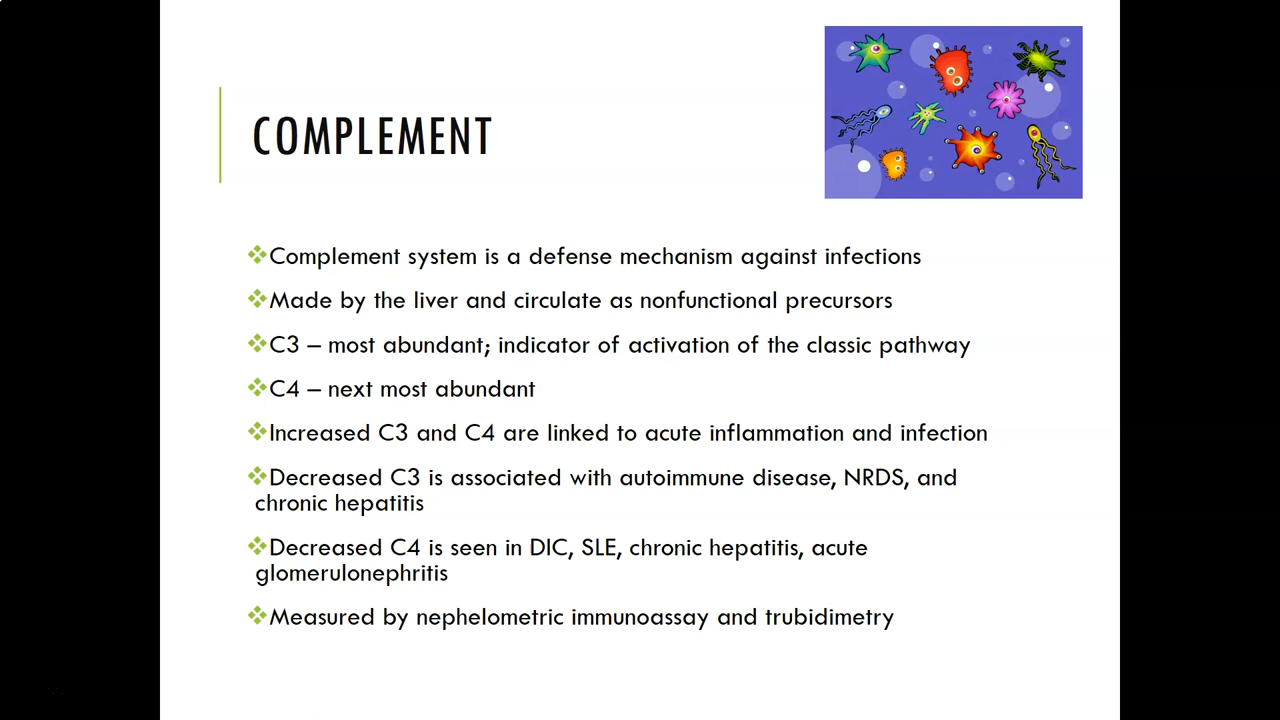 COMPLEMENT
❖Complement system is a defense mechanism against infections
❖Made by the liver and circulate as nonfunctional precursors
❖C3 – most abundant; indicator of activation of the classic pathway
❖C4 – next most abundant
❖Increased C3 and C4 are linked to acute inflammation and infection
❖Decreased C3 is associated with autoimmune disease, NRDS, and
chronic hepatitis
❖Decreased C4 is seen in DIC, SLE, chronic hepatitis, acute
glomerulonephritis
❖Measured by nephelometric immunoassay and trubidimetry